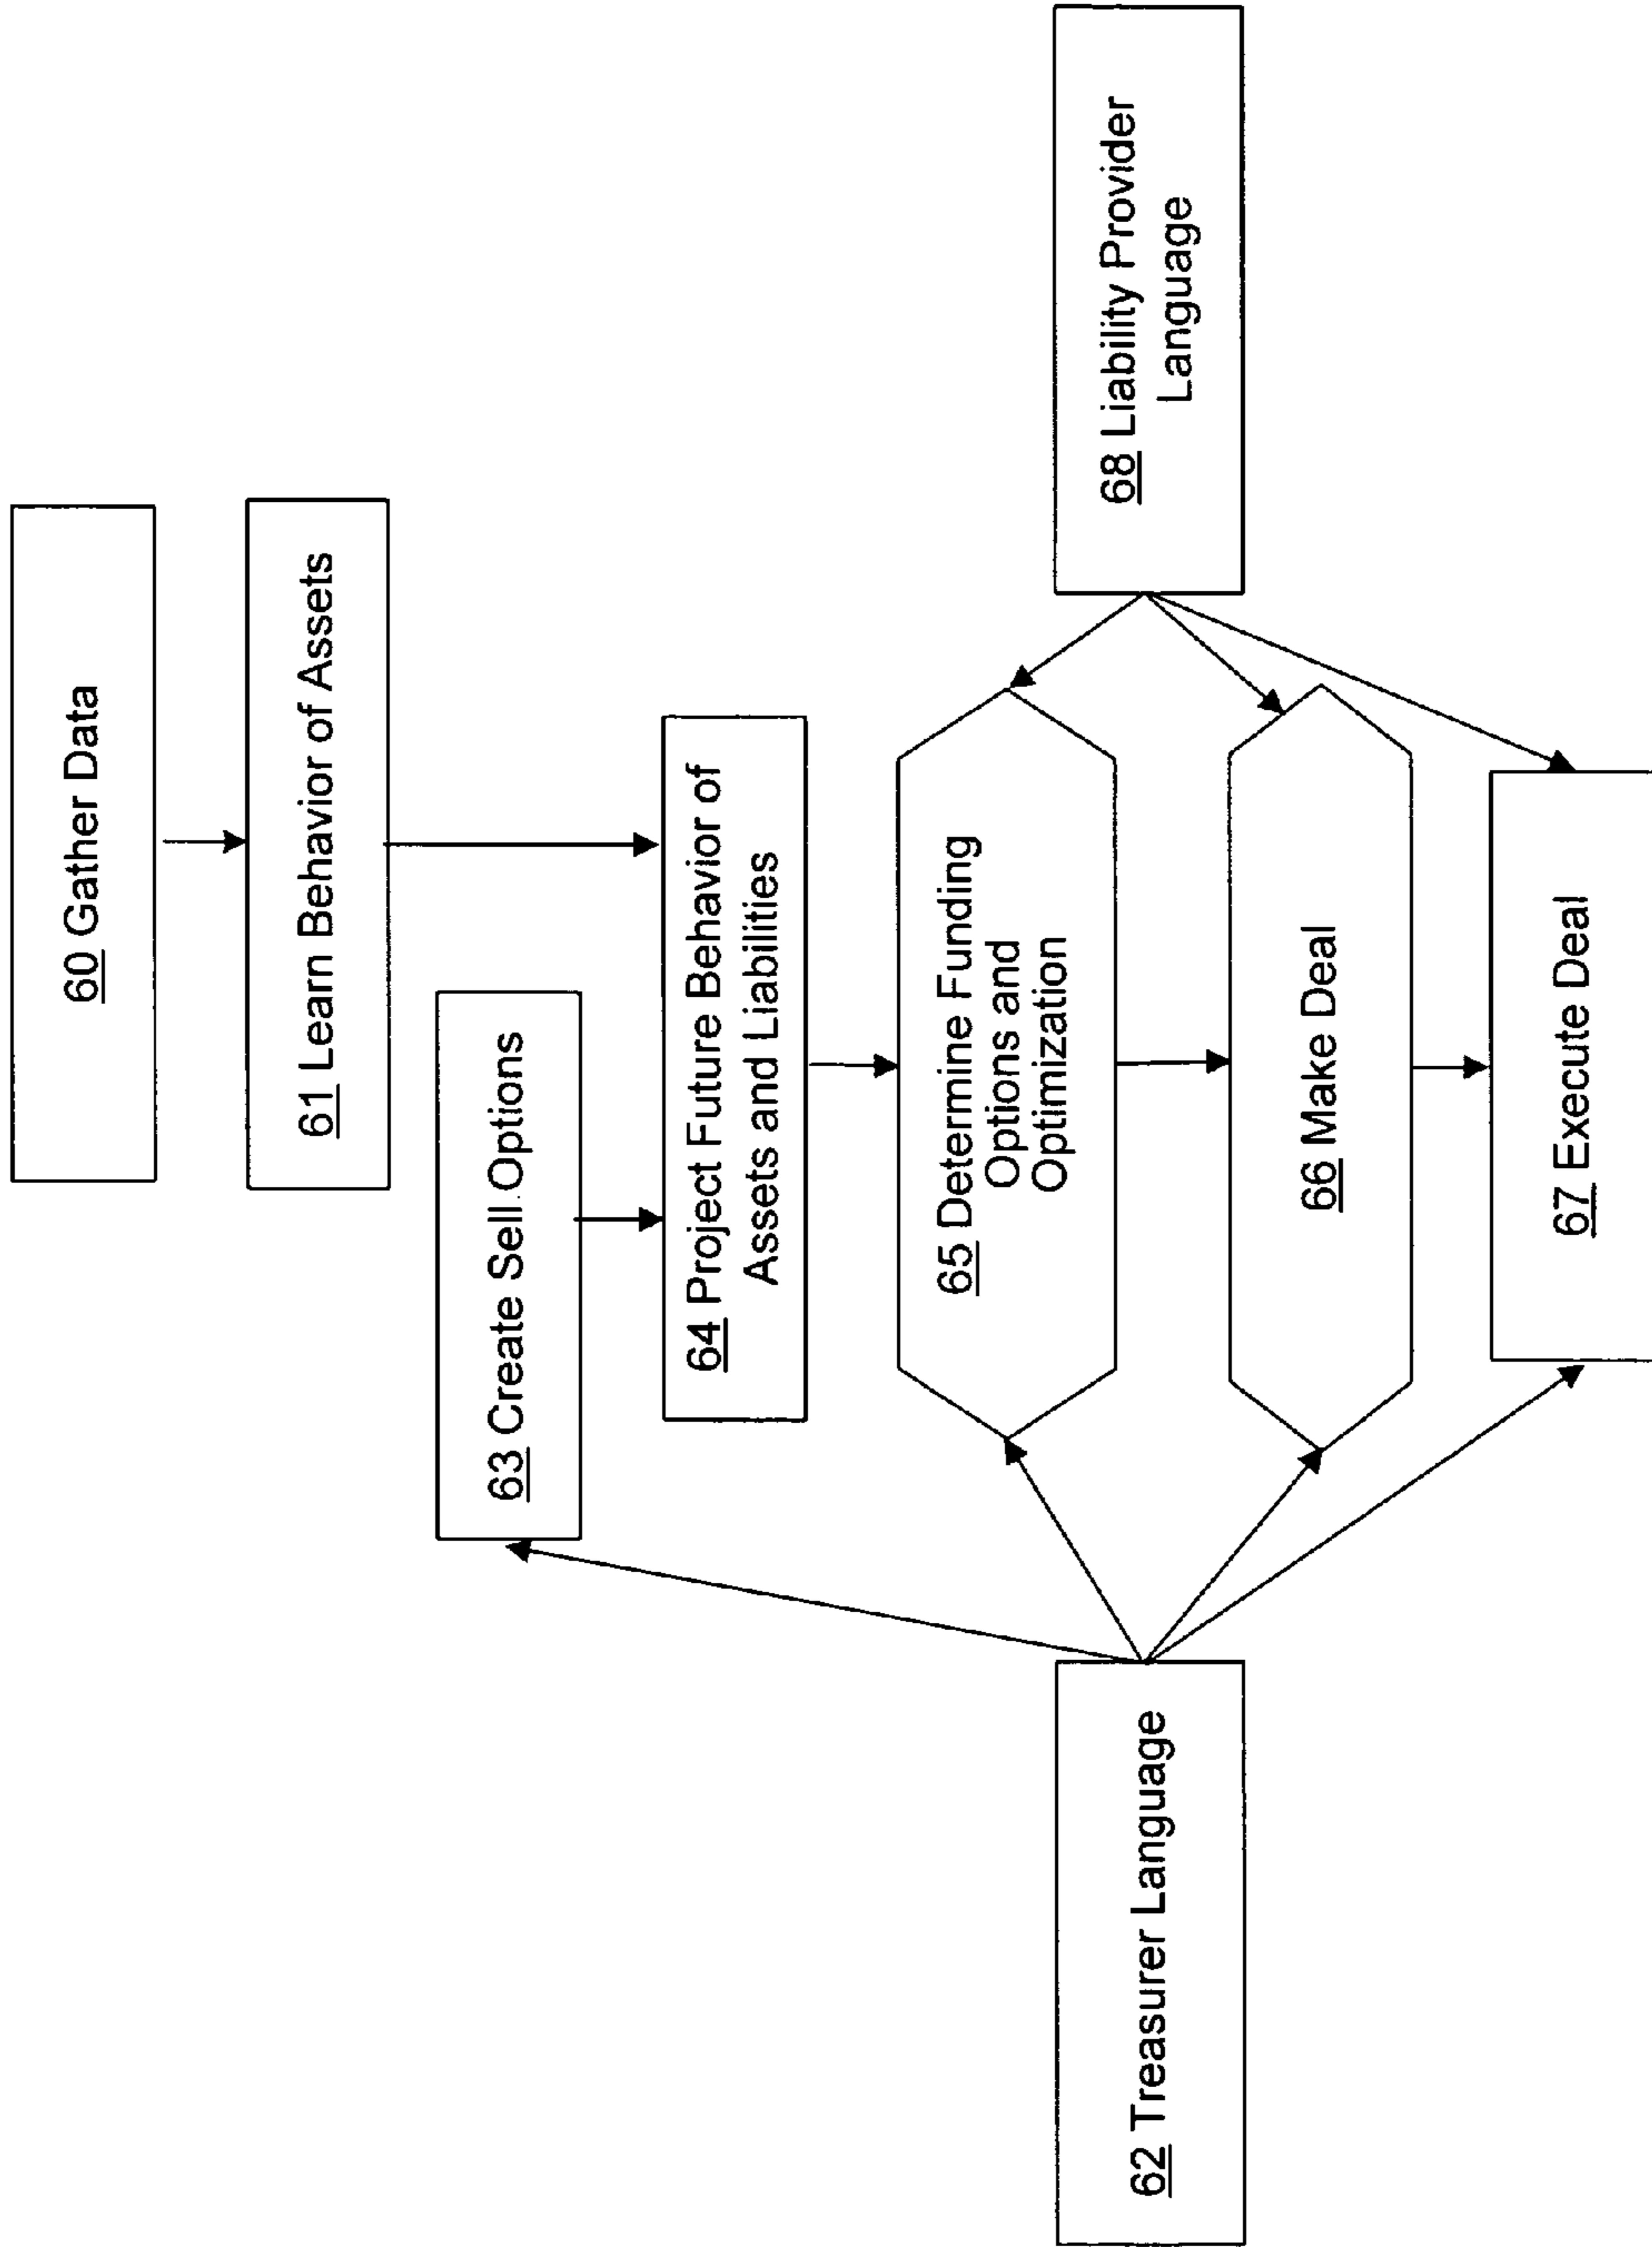 60 Gather Data
61 Learn Behavior of Assets
63 Create Sell Options
64 Project Future Behavior of
Assets and Liabilities
65 Determine Funding
Options and
Optimization
62 Treasurer Language
68 Liability Provider
Language
66 Make Deal
67 Execute Deal